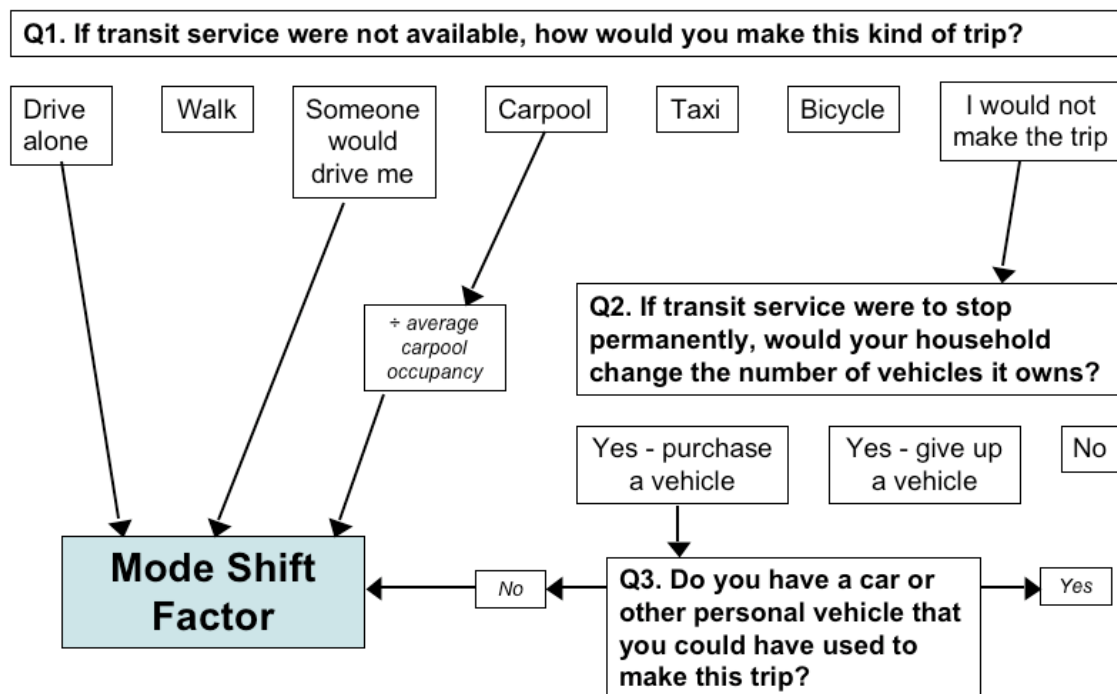 Q1. If transit service were not available, how would you make this kind of trip?
Drive
alone
Walk
Someone
would
drive me
Carpool
Taxi
Bicycle
I would not
make the trip
÷ average
carpool
occupancy
Q2. If transit service were to stop
permanently, would your household
change the number of vehicles it owns?
Yes - purchase
a vehicle
Yes - give up
a vehicle
No
Mode Shift
Factor
No
Q3. Do you have a car or
other personal vehicle that
you could have used to
make this trip?
Yes